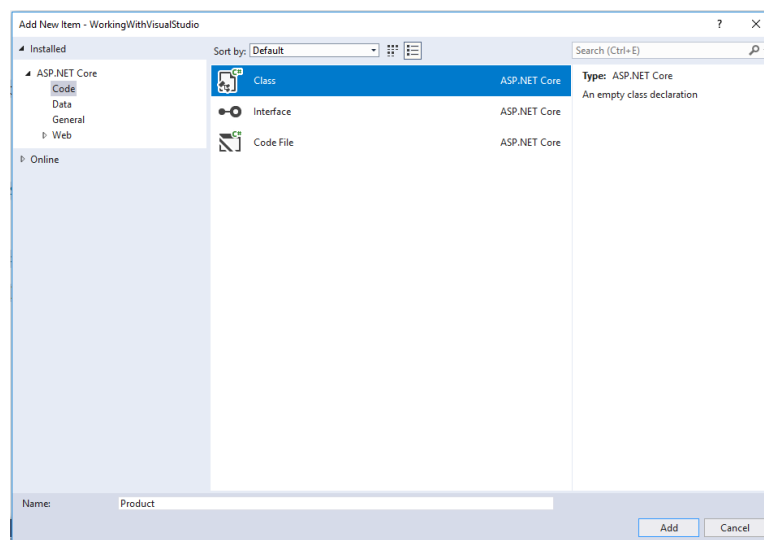 Add New Item - WorkingWithVisualStudio ?
Installed
Sort by: Default
Search (Ctrl+E)
ASP.NET Core
Code
Data
General
Web
Online
C# Class ASP.NET Core
Interface ASP.NET Core
C# Code File ASP.NET Core
Type: ASP.NET Core
An empty class declaration
Name: Product
Add Cancel